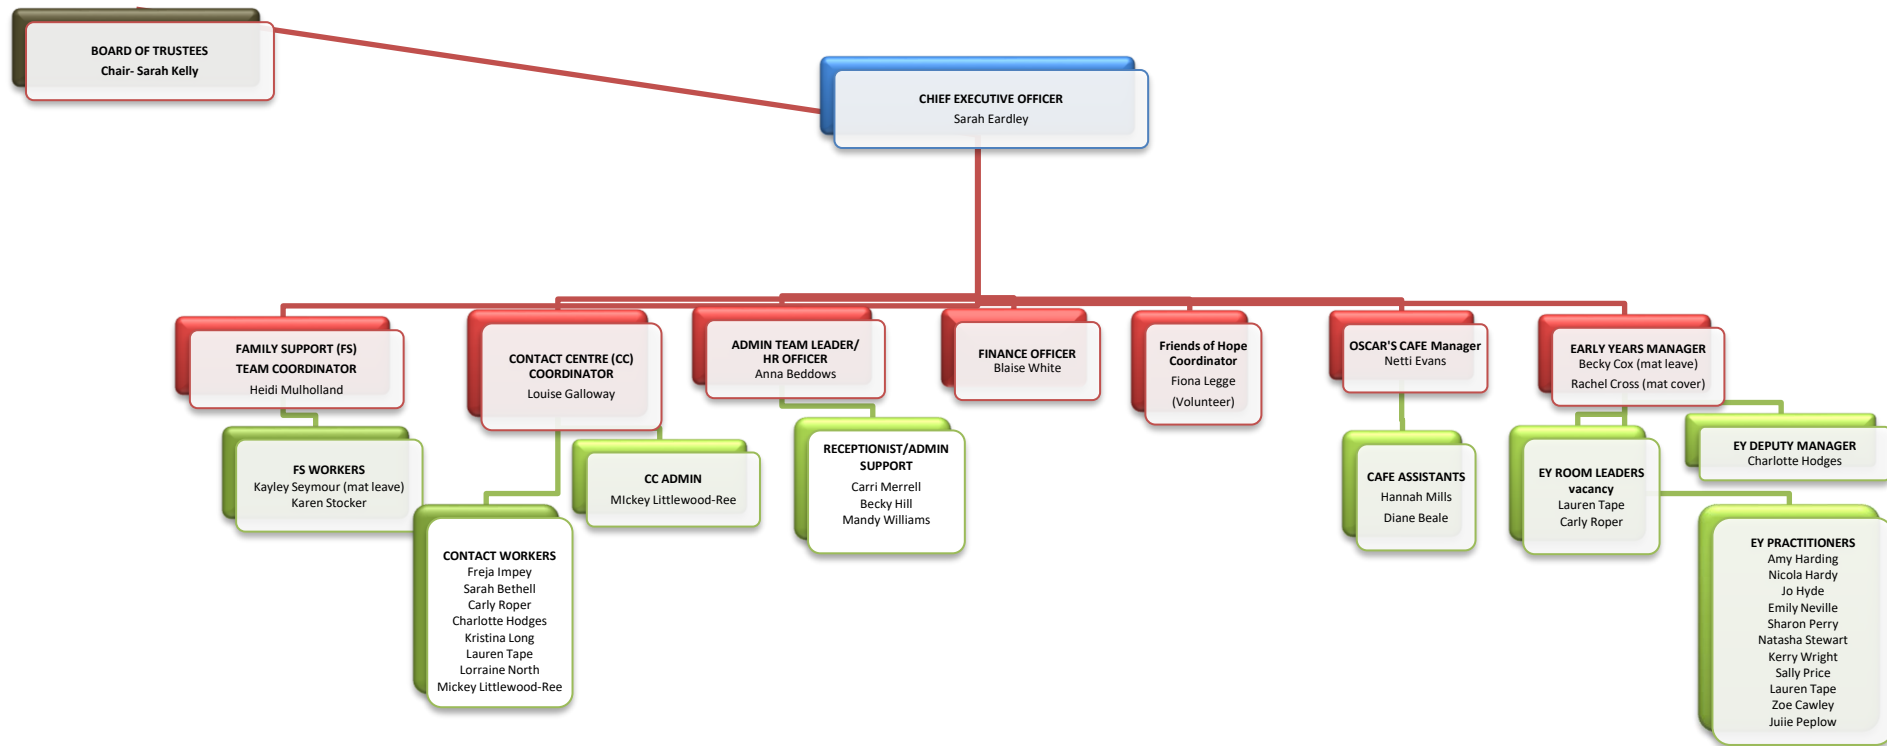 BOARD OF TRUSTEES
Chair- Sarah Kelly
CHIEF EXECUTIVE OFFICER
Sarah Eardley
FAMILY SUPPORT (FS)
TEAM COORDINATOR
Heidi Mulholland
CONTACT CENTRE (CC)
COORDINATOR
Louise Galloway
ADMIN TEAM LEADER/
HR OFFICER
Anna Beddows
FINANCE OFFICER
Blaise White
Friends of Hope
Coordinator
Fiona Legge
(Volunteer)
OSCAR'S CAFE Manager
Netti Evans
EARLY YEARS MANAGER
Becky Cox (mat leave)
Rachel Cross (mat cover)
FS WORKERS
Kayley Seymour (mat leave)
Karen Stocker
CONTACT WORKERS
Freja Impey
Sarah Bethell
Carly Roper
Charlotte Hodges
Kristina Long
Lauren Tape
Lorraine North
Mickey Littlewood-Ree
CC ADMIN
MIckey Littlewood-Ree
RECEPTIONIST/ADMIN
SUPPORT
Carri Merrell
Becky Hill
Mandy Williams
CAFE ASSISTANTS
Hannah Mills
Diane Beale
EY ROOM LEADERS
vacancy
Lauren Tape
Carly Roper
EY DEPUTY MANAGER
Charlotte Hodges
EY PRACTITIONERS
Amy Harding
Nicola Hardy
Jo Hyde
Emily Neville
Sharon Perry
Natasha Stewart
Kerry Wright
Sally Price
Lauren Tape
Zoe Cawley
Juiie Peplow